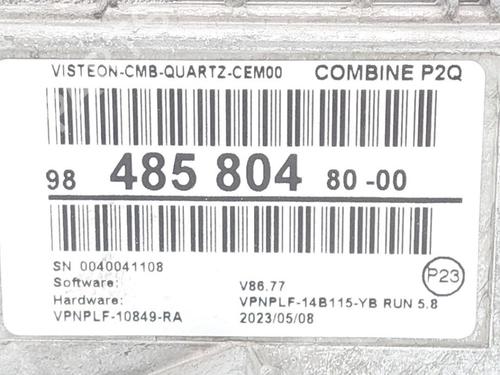 VISTEON-CMB-QUARTZ-CEM00 COMBINE P2Q
98 485 804 80-00
SN 0040041108
Software: V86.77
Hardware: VPNPLF-14B115-YB RUN 5.8
VPNPLF-10849-RA 2023/05/08
P23